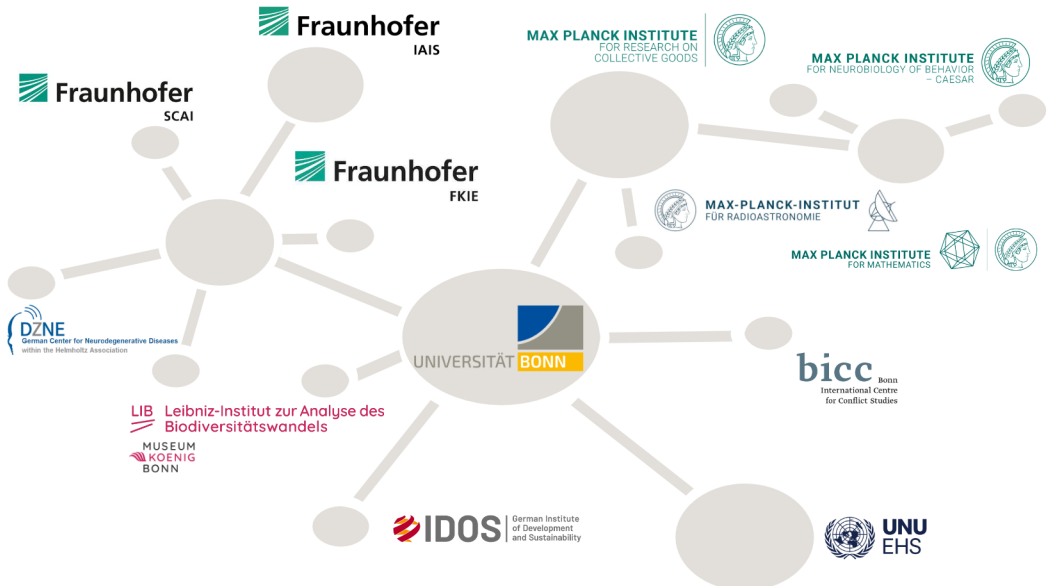 Fraunhofer
IAIS
MAX PLANCK INSTITUTE
FOR RESEARCH ON
COLLECTIVE GOODS
MAX PLANCK INSTITUTE
FOR NEUROBIOLOGY OF BEHAVIOR
– CAESAR
Fraunhofer
SCAI
Fraunhofer
FKIE
MAX-PLANCK-INSTITUT
FÜR RADIOASTRONOMIE
MAX PLANCK INSTITUTE
FOR MATHEMATICS
DZNE
German Center for Neurodegenerative Diseases
within the Helmholtz Association
UNIVERSITÄT BONN
bicc Bonn
International Centre
for Conflict Studies
LIB Leibniz-Institut zur Analyse des
Biodiversitätswandels
MUSEUM
KOENIG
BONN
IDOS German Institute
of Development
and Sustainability
UNU
EHS